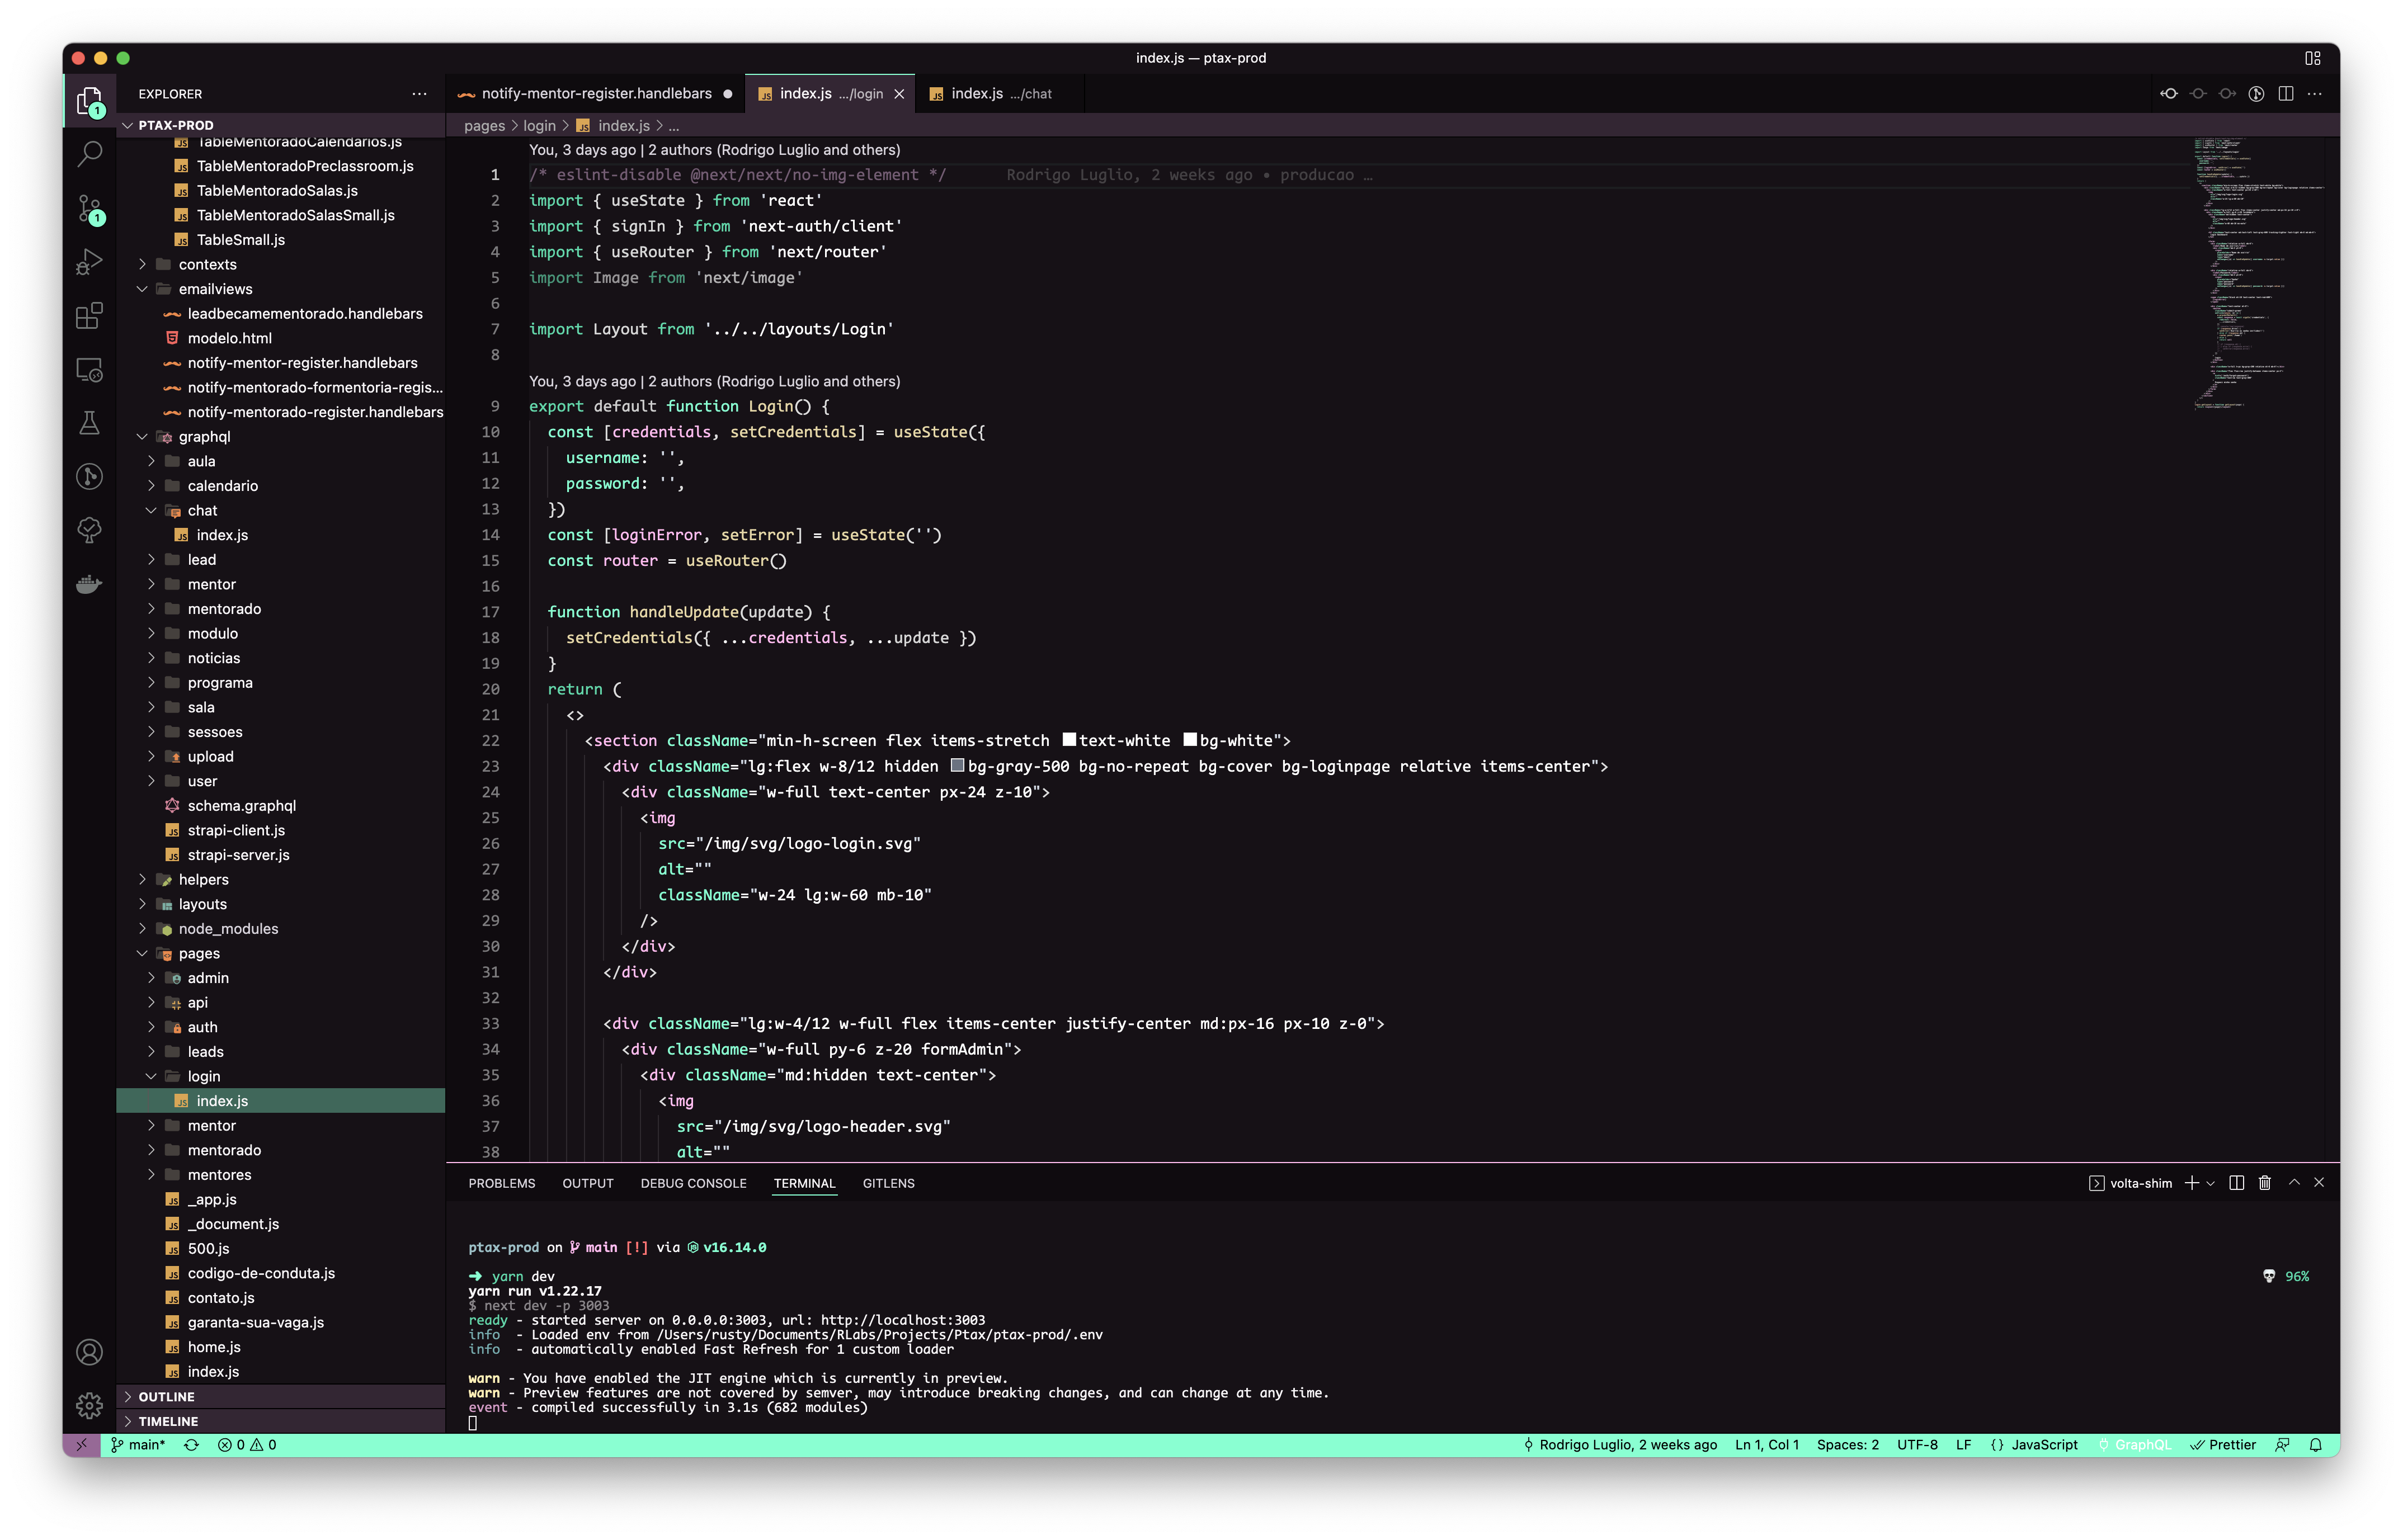 index.js — ptax-prod
EXPLORER
notify-mentor-register.handlebars
index.js .../login
index.js .../chat
PTAX-PROD
pages > login > index.js > ...
TableMentoradoCalendarios.js
TableMentoradoPreclassroom.js
TableMentoradoSalas.js
TableMentoradoSalasSmall.js
TableSmall.js
contexts
emailviews
leadbecamementorado.handlebars
modelo.html
notify-mentor-register.handlebars
notify-mentorado-formentoria-regis...
notify-mentorado-register.handlebars
graphql
aula
calendario
chat
index.js
lead
mentor
mentorado
modulo
noticias
programa
sala
sessoes
upload
user
schema.graphql
strapi-client.js
strapi-server.js
helpers
layouts
node_modules
pages
admin
api
auth
leads
login
index.js
mentor
mentorado
mentores
_app.js
_document.js
500.js
codigo-de-conduta.js
contato.js
garanta-sua-vaga.js
home.js
index.js
OUTLINE
TIMELINE
1
1
You, 3 days ago | 2 authors (Rodrigo Luglio and others)
1 /* eslint-disable @next/next/no-img-element */ Rodrigo Luglio, 2 weeks ago • producao …
2 import { useState } from 'react'
3 import { signIn } from 'next-auth/client'
4 import { useRouter } from 'next/router'
5 import Image from 'next/image'
6
7 import Layout from '../../layouts/Login'
8
You, 3 days ago | 2 authors (Rodrigo Luglio and others)
9 export default function Login() {
10 const [credentials, setCredentials] = useState({
11 username: '',
12 password: '',
13 })
14 const [loginError, setError] = useState('')
15 const router = useRouter()
16
17 function handleUpdate(update) {
18 setCredentials({ ...credentials, ...update })
19 }
20 return (
21 <>
22 <section className="min-h-screen flex items-stretch text-white bg-white">
23 <div className="lg:flex w-8/12 hidden bg-gray-500 bg-no-repeat bg-cover bg-loginpage relative items-center">
24 <div className="w-full text-center px-24 z-10">
25 <img
26 src="/img/svg/logo-login.svg"
27 alt=""
28 className="w-24 lg:w-60 mb-10"
29 />
30 </div>
31 </div>
32
33 <div className="lg:w-4/12 w-full flex items-center justify-center md:px-16 px-10 z-0">
34 <div className="w-full py-6 z-20 formAdmin">
35 <div className="md:hidden text-center">
36 <img
37 src="/img/svg/logo-header.svg"
38 alt=""
PROBLEMS OUTPUT DEBUG CONSOLE TERMINAL GITLENS
volta-shim
ptax-prod on main [!] via v16.14.0
➜ yarn dev
96%
yarn run v1.22.17
$ next dev -p 3003
ready - started server on 0.0.0.0:3003, url: http://localhost:3003
info - Loaded env from /Users/rusty/Documents/RLabs/Projects/Ptax/ptax-prod/.env
info - automatically enabled Fast Refresh for 1 custom loader
warn - You have enabled the JIT engine which is currently in preview.
warn - Preview features are not covered by semver, may introduce breaking changes, and can change at any time.
event - compiled successfully in 3.1s (682 modules)
main* 0 0
Rodrigo Luglio, 2 weeks ago Ln 1, Col 1 Spaces: 2 UTF-8 LF {} JavaScript GraphQL Prettier